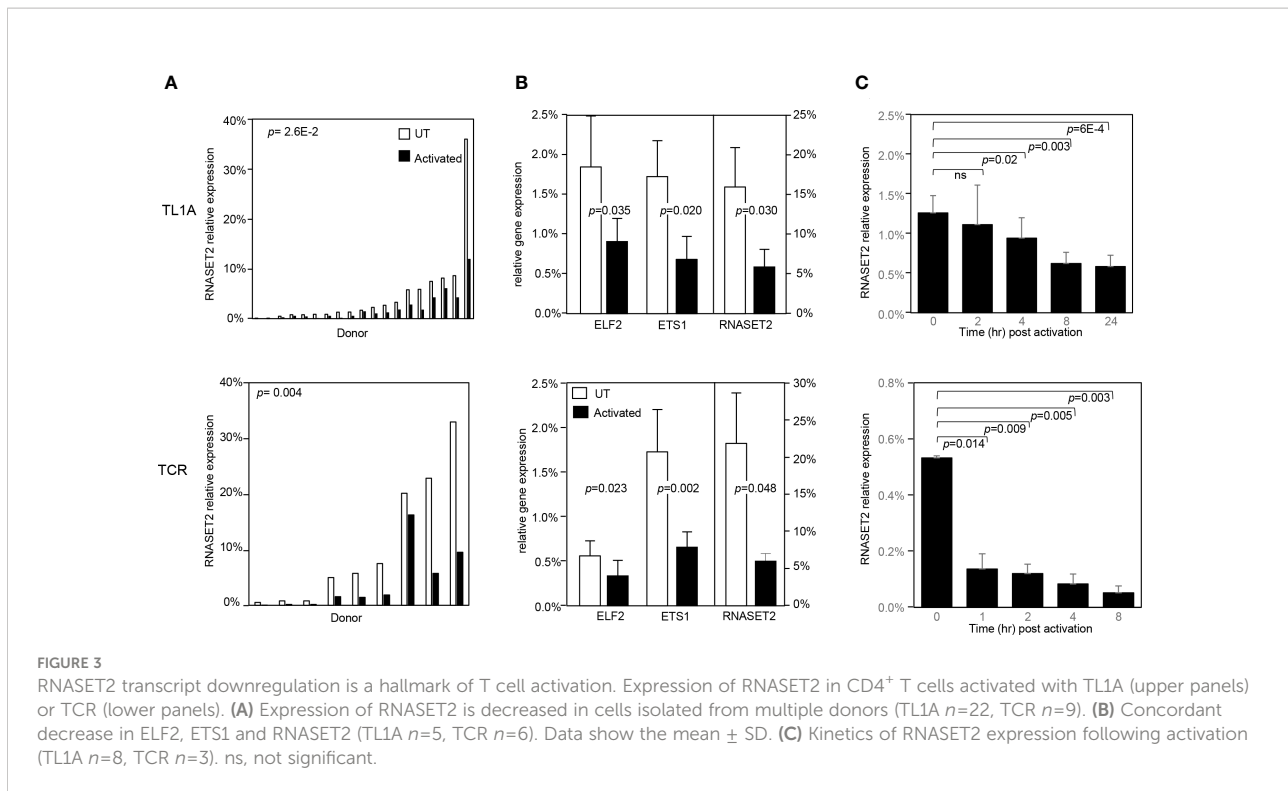 A
B
C
TL1A
RNASET2 relative expression
40%
30%
20%
10%
0%
p= 2.6E-2
UT
Activated
Donor
relative gene expression
2.5%
2.0%
1.5%
1.0%
0.5%
0.0%
p=0.035
p=0.020
p=0.030
25%
20%
15%
10%
5%
0%
ELF2
ETS1
RNASET2
RNASET2 relative expression
2.5%
2.0%
1.5%
1.0%
0.5%
0.0%
p=6E-4
p=0.003
p=0.02
ns
0 2 4 8 24
Time (hr) post activation
TCR
RNASET2 relative expression
40%
30%
20%
10%
0%
p= 0.004
Donor
relative gene expression
2.5%
2.0%
1.5%
1.0%
0.5%
0.0%
UT
Activated
p=0.023
p=0.002
p=0.048
30%
25%
20%
15%
10%
5%
0%
ELF2
ETS1
RNASET2
RNASET2 relative expression
0.8%
0.6%
0.4%
0.2%
0.0%
p=0.003
p=0.005
p=0.009
p=0.014
0 1 2 4 8
Time (hr) post activation
FIGURE 3
RNASET2 transcript downregulation is a hallmark of T cell activation. Expression of RNASET2 in CD4+ T cells activated with TL1A (upper panels)
or TCR (lower panels). (A) Expression of RNASET2 is decreased in cells isolated from multiple donors (TL1A n=22, TCR n=9). (B) Concordant
decrease in ELF2, ETS1 and RNASET2 (TL1A n=5, TCR n=6). Data show the mean ± SD. (C) Kinetics of RNASET2 expression following activation
(TL1A n=8, TCR n=3). ns, not significant.